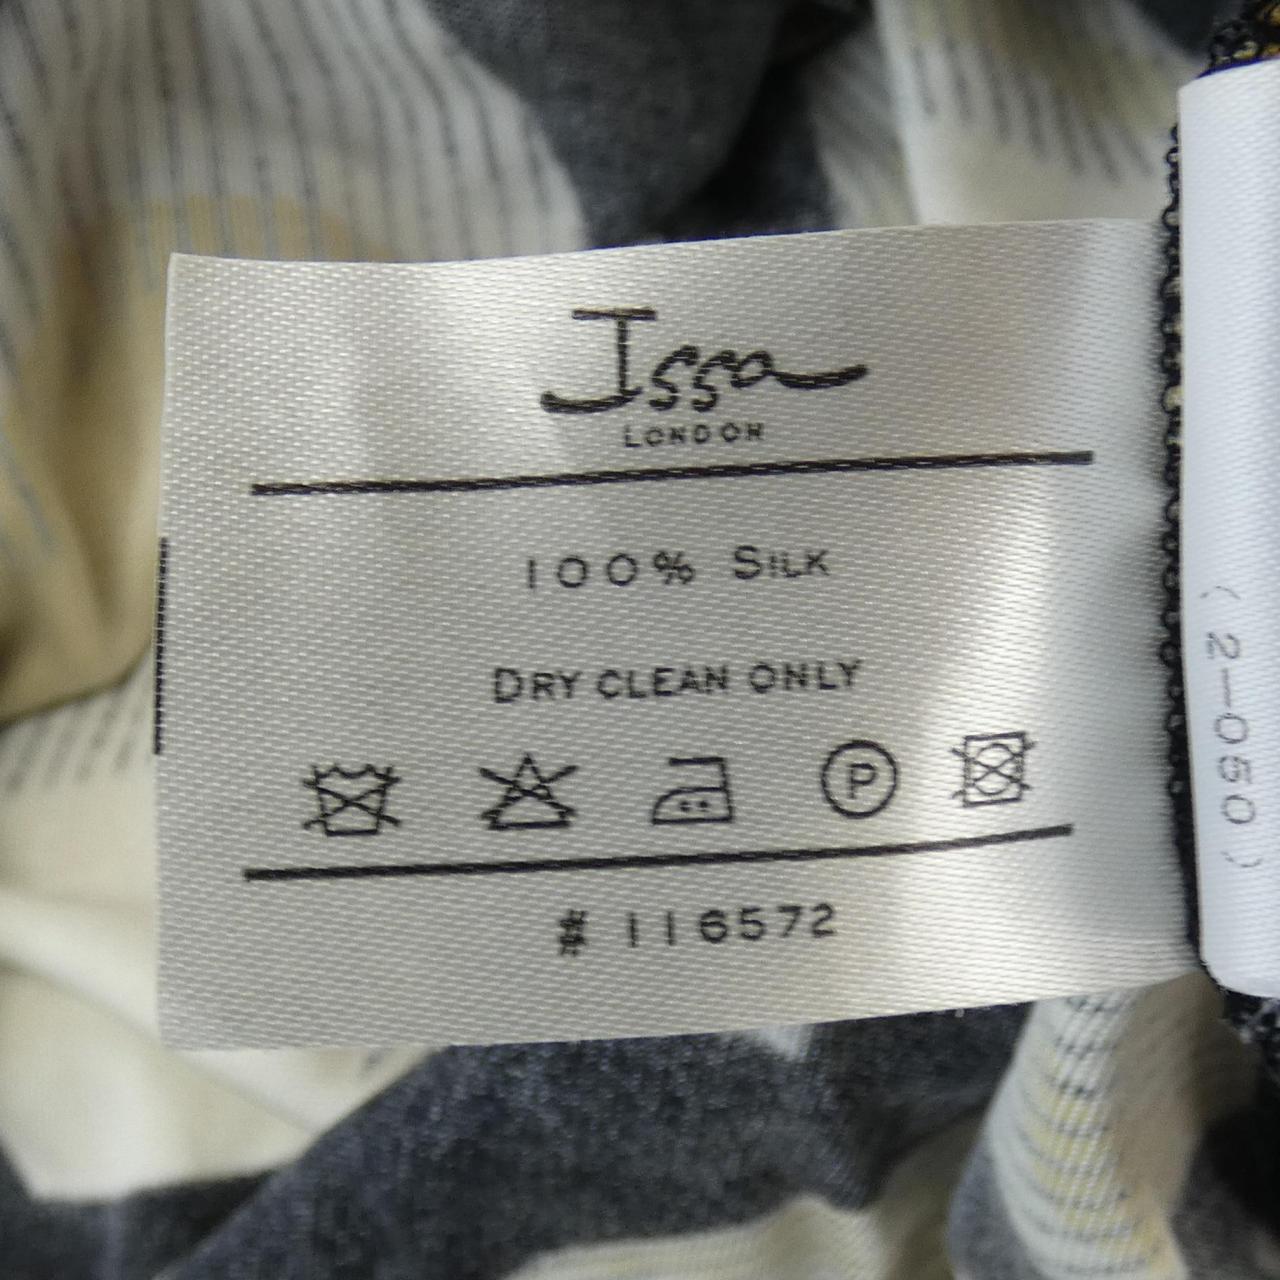 Issa
LONDON
100% SILK
DRY CLEAN ONLY
P
# 116572
(2-050)